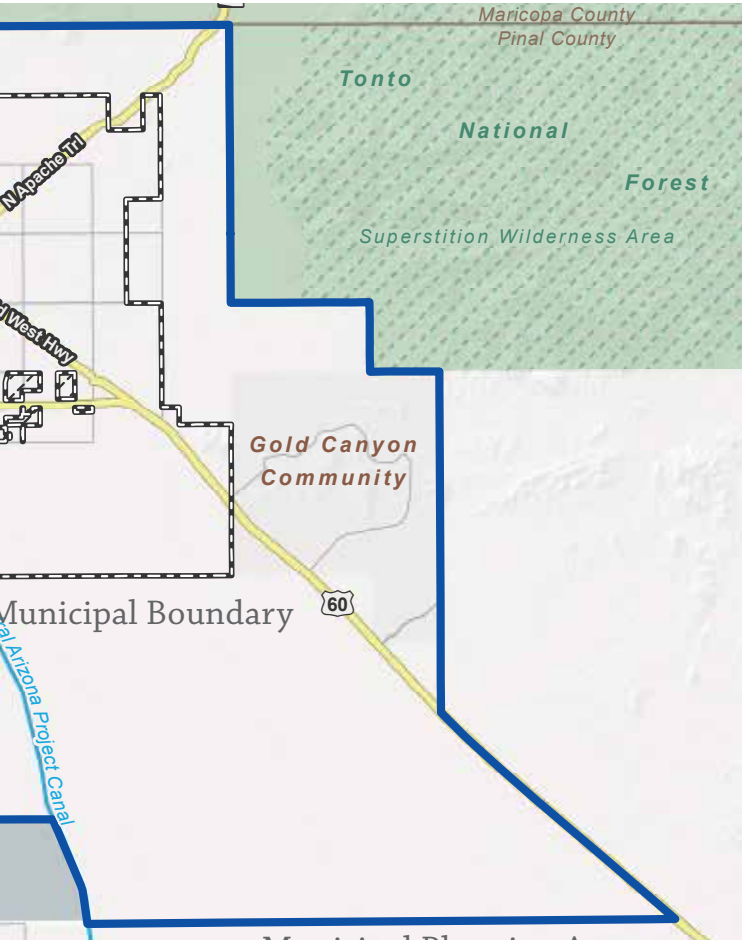 Maricopa County
Pinal County
Tonto
National
Forest
Superstition Wilderness Area
N Apache Trl
West Hwy
Gold Canyon
Community
60
Municipal Boundary
Arizona Project Canal